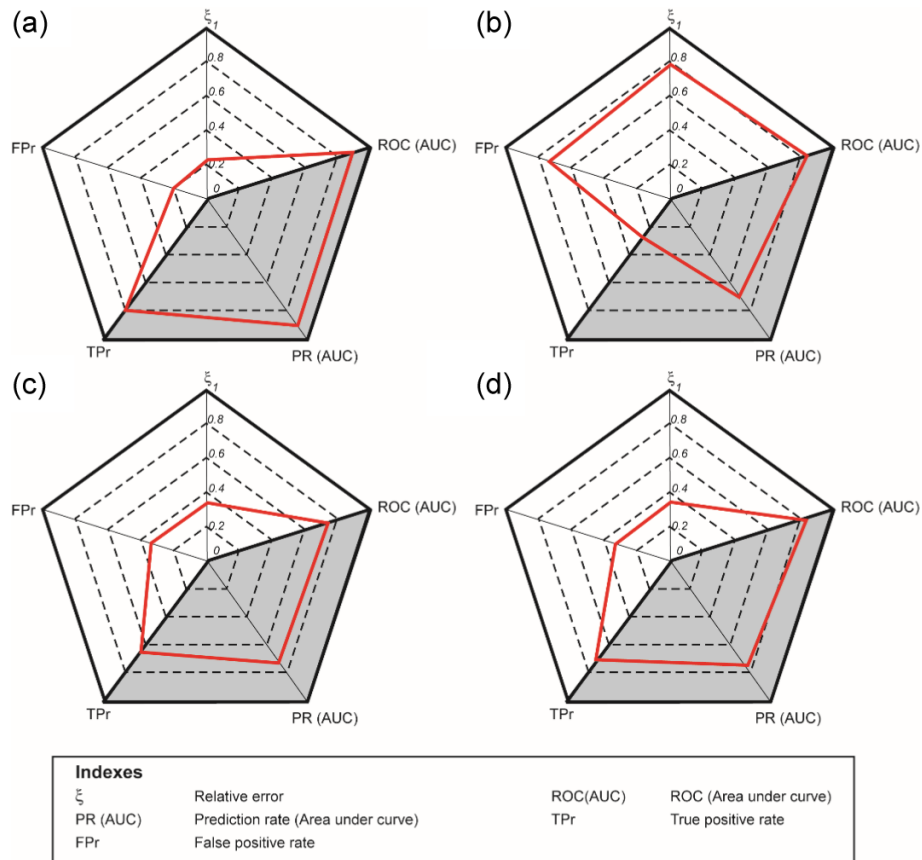 (a)
ξ
1
0.8
0.6
0.4
0.2
0
FPr
ROC (AUC)
TPr
PR (AUC)
(b)
ξ
1
0.8
0.6
0.4
0.2
0
FPr
ROC (AUC)
TPr
PR (AUC)
(c)
ξ
1
0.8
0.6
0.4
0.2
0
FPr
ROC (AUC)
TPr
PR (AUC)
(d)
ξ
1
0.8
0.6
0.4
0.2
0
FPr
ROC (AUC)
TPr
PR (AUC)
Indexes
ξ Relative error ROC(AUC) ROC (Area under curve)
PR (AUC) Prediction rate (Area under curve) TPr True positive rate
FPr False positive rate